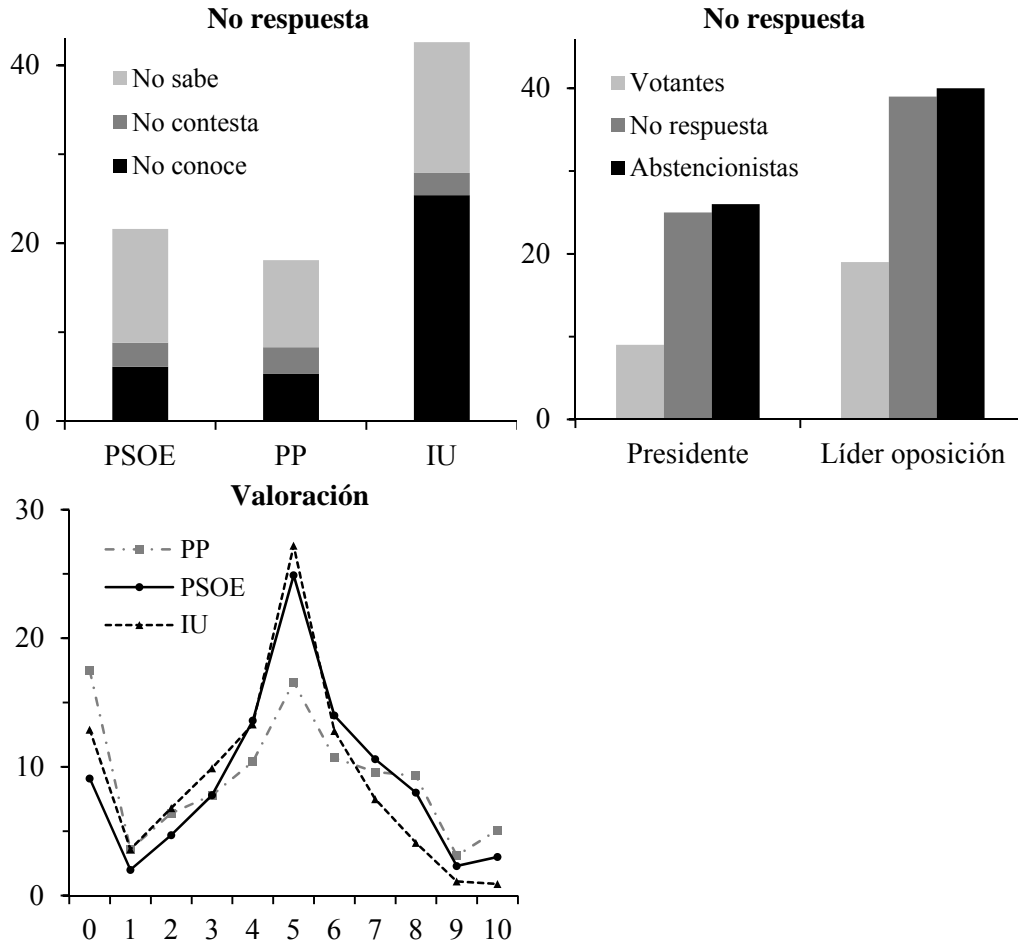 No respuesta
40
20
0
No sabe
No contesta
No conoce
PSOE PP IU
No respuesta
40
20
0
Votantes
No respuesta
Abstencionistas
Presidente Líder oposición
Valoración
30
20
10
0
PP
PSOE
IU
0 1 2 3 4 5 6 7 8 9 10